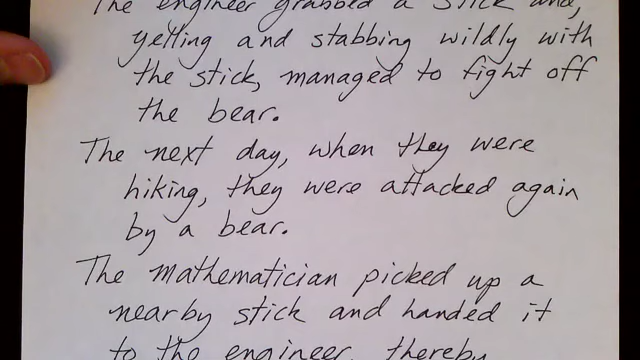 The engineer grabbed a stick and,
yelling and stabbing wildly with
the stick, managed to fight off
the bear.
The next day, when they were
hiking, they were attacked again
by a bear.
The mathematician picked up a
nearby stick and handed it
to the engineer, thereby